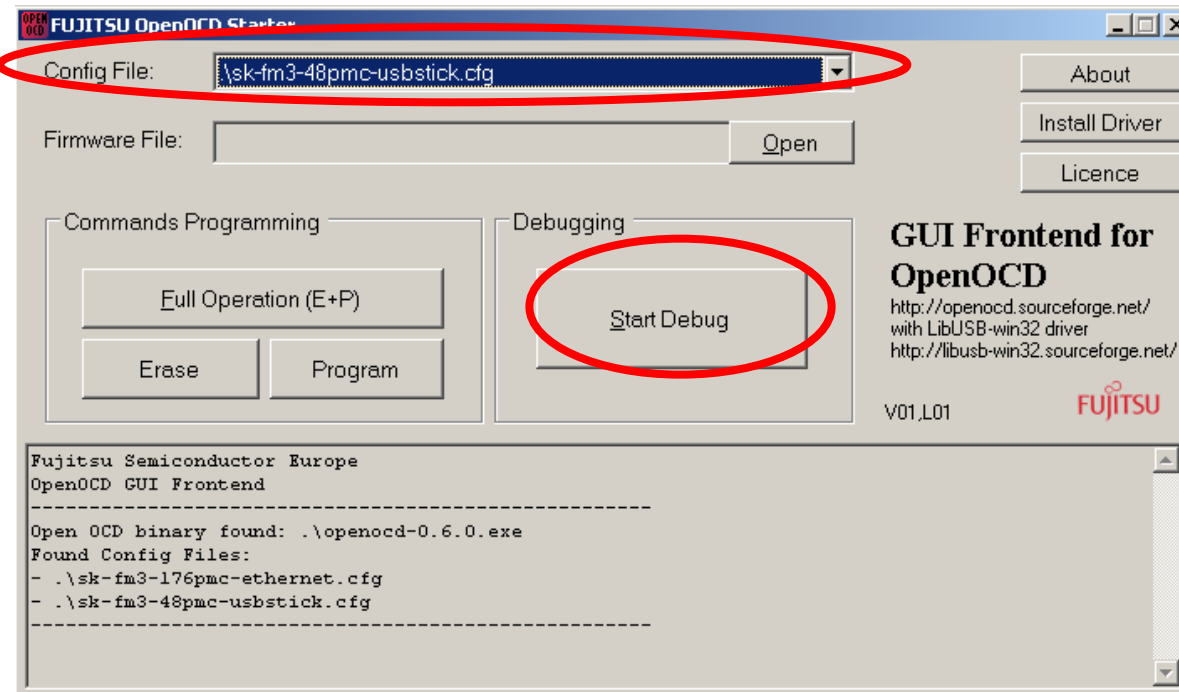 FUJITSU OpenOCD Starter
Config File: .\sk-fm3-48pmc-usbstick.cfg
About
Firmware File: Open
Install Driver
Licence
Commands Programming
Full Operation (E+P)
Erase Program
Debugging
Start Debug
GUI Frontend for
OpenOCD
http://openocd.sourceforge.net/
with LibUSB-win32 driver
http://libusb-win32.sourceforge.net/
V01,L01 FUJITSU
Fujitsu Semiconductor Europe
OpenOCD GUI Frontend
----------------------------------------------------
Open OCD binary found: .\openocd-0.6.0.exe
Found Config Files:
- .\sk-fm3-176pmc-ethernet.cfg
- .\sk-fm3-48pmc-usbstick.cfg
----------------------------------------------------